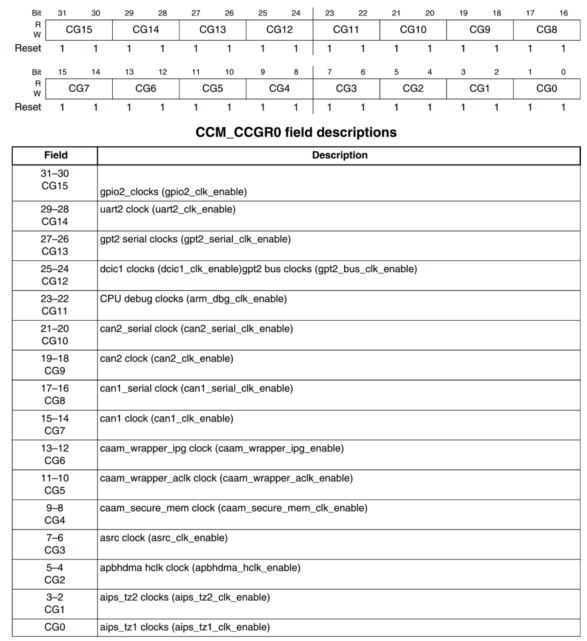 Bit 31 30 29 28 27 26 25 24 23 22 21 20 19 18 17 16
R
W
CG15 CG14 CG13 CG12 CG11 CG10 CG9 CG8
Reset 1 1 1 1 1 1 1 1 1 1 1 1 1 1 1 1
Bit 15 14 13 12 11 10 9 8 7 6 5 4 3 2 1 0
R
W
CG7 CG6 CG5 CG4 CG3 CG2 CG1 CG0
Reset 1 1 1 1 1 1 1 1 1 1 1 1 1 1 1 1
CCM_CCGR0 field descriptions
Field Description
31–30
CG15
gpio2_clocks (gpio2_clk_enable)
29–28
CG14
uart2 clock (uart2_clk_enable)
27–26
CG13
gpt2 serial clocks (gpt2_serial_clk_enable)
25–24
CG12
dcic1 clocks (dcic1_clk_enable)gpt2 bus clocks (gpt2_bus_clk_enable)
23–22
CG11
CPU debug clocks (arm_dbg_clk_enable)
21–20
CG10
can2_serial clock (can2_serial_clk_enable)
19–18
CG9
can2 clock (can2_clk_enable)
17–16
CG8
can1_serial clock (can1_serial_clk_enable)
15–14
CG7
can1 clock (can1_clk_enable)
13–12
CG6
caam_wrapper_ipg clock (caam_wrapper_ipg_enable)
11–10
CG5
caam_wrapper_aclk clock (caam_wrapper_aclk_enable)
9–8
CG4
caam_secure_mem clock (caam_secure_mem_clk_enable)
7–6
CG3
asrc clock (asrc_clk_enable)
5–4
CG2
apbhdma hclk clock (apbhdma_hclk_enable)
3–2
CG1
aips_tz2 clocks (aips_tz2_clk_enable)
CG0
aips_tz1 clocks (aips_tz1_clk_enable)